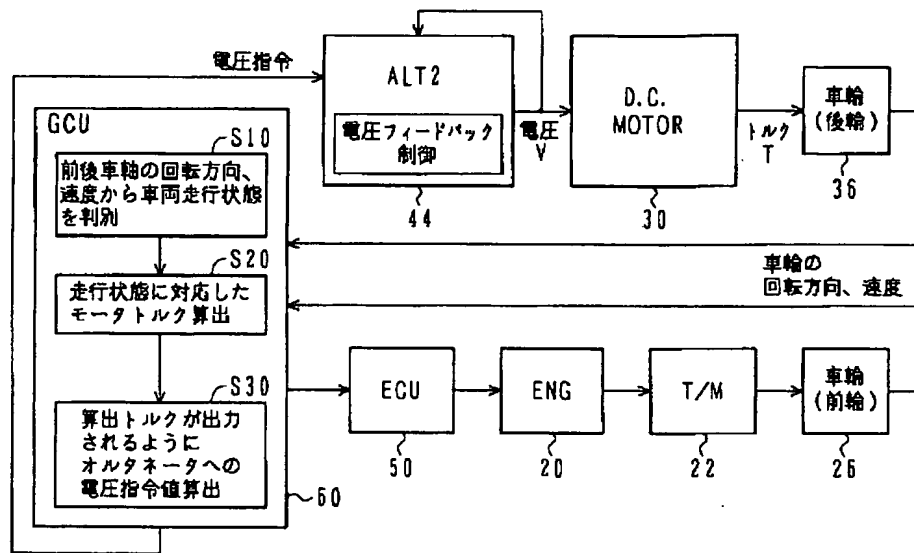 電圧指令
ALT2
電圧フィードバック
制御
44
電圧
V
D.C.
MOTOR
30
トルク
T
車輪
(後輪)
36
GCU
S10
前後車軸の回転方向、
速度から車両走行状態
を判別
S20
走行状態に対応した
モータトルク算出
S30
算出トルクが出力
されるように
オルタネータへの
電圧指令値算出
60
車輪の
回転方向、速度
ECU
50
ENG
20
T/M
22
車輪
(前輪)
26